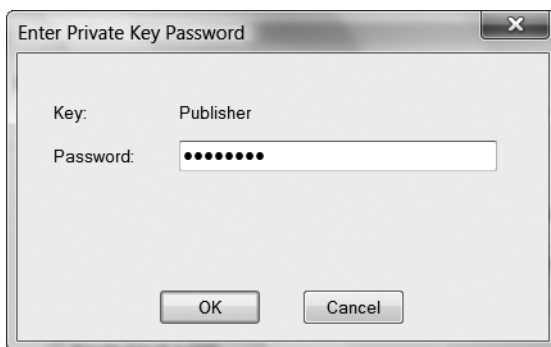 Enter Private Key Password
Key: Publisher
Password: ●●●●●●●●
OK Cancel